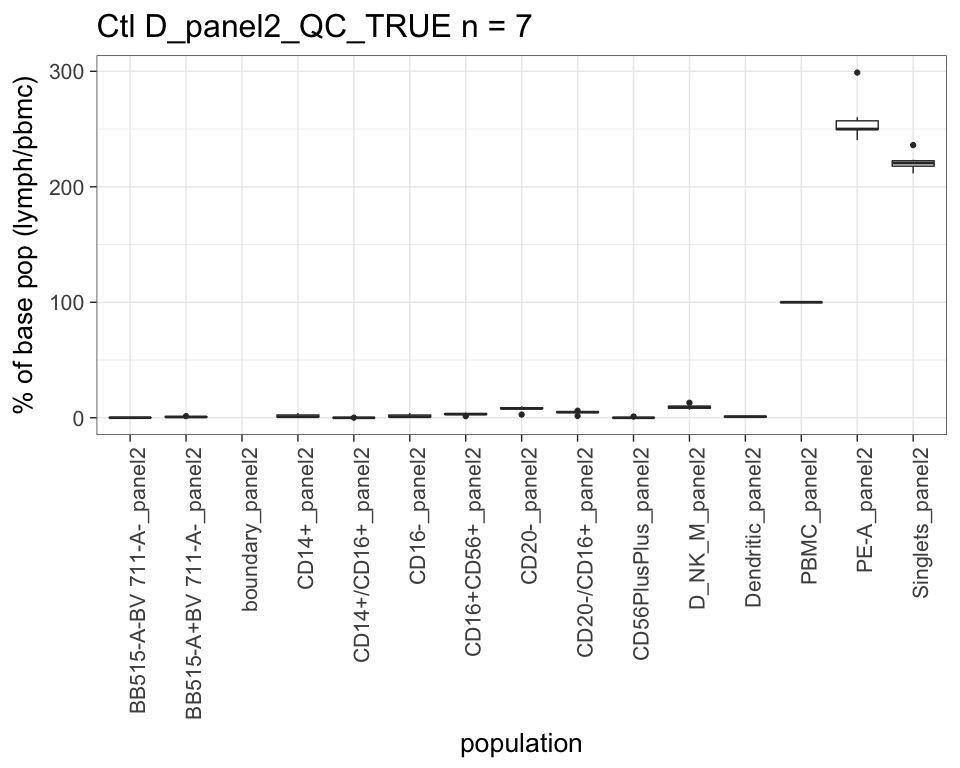 Ctl D_panel2_QC_TRUE n = 7
% of base pop (lymph/pbmc)
300
200
100
0
BB515-A-BV 711-A-_panel2
BB515-A+BV 711-A-_panel2
boundary_panel2
CD14+_panel2
CD14+/CD16+_panel2
CD16-_panel2
CD16+CD56+_panel2
CD20-_panel2
CD20-/CD16+_panel2
CD56PlusPlus_panel2
D_NK_M_panel2
Dendritic_panel2
PBMC_panel2
PE-A_panel2
Singlets_panel2
population